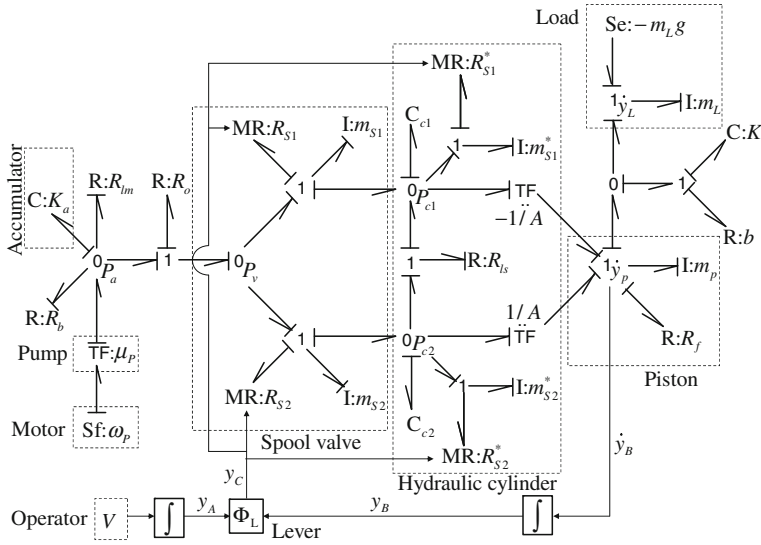 Load
Se:−m_L g
1 ẏ_L
I:m_L
MR:R*_S1
C_c1
C:K
MR:R_S1
I:m_S1
1
I:m*_S1
Accumulator
R:R_lm
R:R_o
C:K_a
1
0 P_c1
TF
−1/A
0
1
R:b
0 P_a
1
0 P_v
1
R:R_ls
1 ẏ_p
I:m_p
R:R_b
1/A
R:R_f
Pump
TF:μ_P
1
0 P_c2
TF
Piston
MR:R_S2
I:m_S2
1
I:m*_S2
C_c2
Motor
Sf:ω_P
Spool valve
MR:R*_S2
ẏ_B
y_C
Hydraulic cylinder
Operator
V
∫
y_A
Φ_L
Lever
y_B
∫